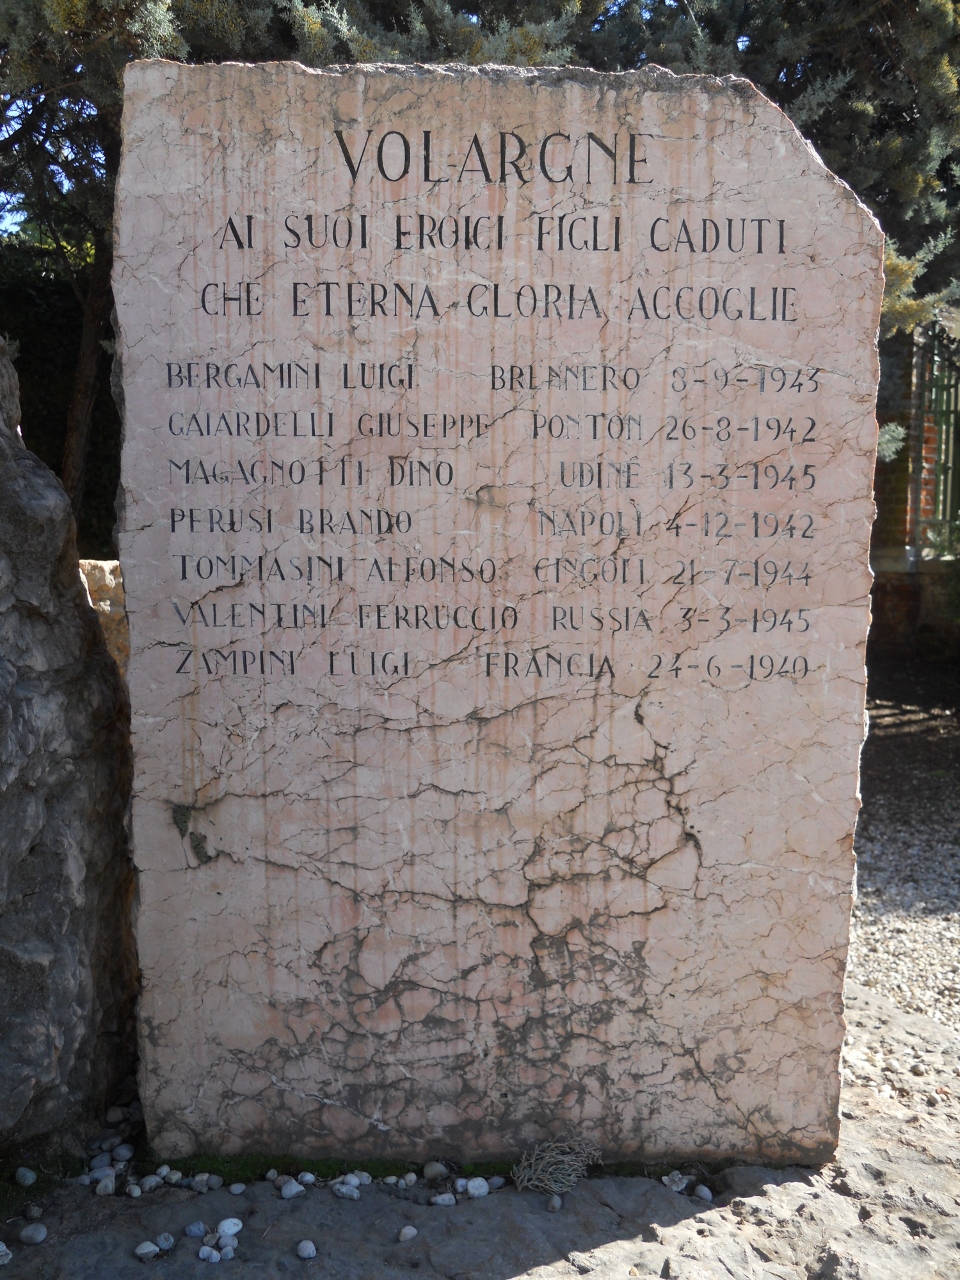 VOLARGNE
AI SUOI EROICI FIGLI CADUTI
CHE ETERNA GLORIA ACCOGLIE
BERGAMINI LUIGI BRENNERO 8-9-1943
CAIARDELLI GIUSEPPE PONTON 26-8-1942
MAGAGNOTTI DINO UDINE 13-3-1945
PERUSI BRANDO NAPOLI 4-12-1942
TOMMASINI ALFONSO CINGOLI 21-7-1944
VALENTINI FERRUCCIO RUSSIA 3-3-1945
ZAMPINI LUIGI FRANCIA 24-6-1940